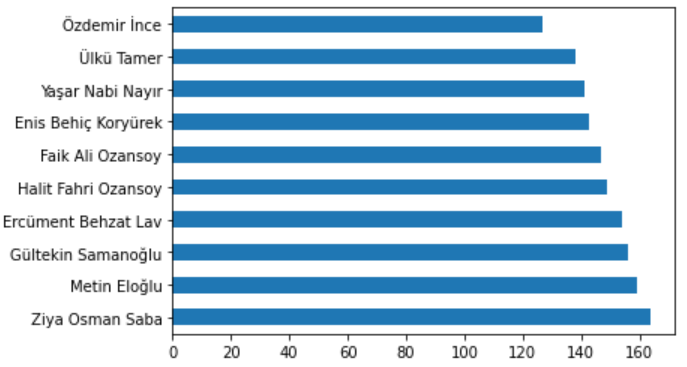 Özdemir İnce
Ülkü Tamer
Yaşar Nabi Nayır
Enis Behiç Koryürek
Faik Ali Ozansoy
Halit Fahri Ozansoy
Ercüment Behzat Lav
Gültekin Samanoğlu
Metin Eloğlu
Ziya Osman Saba
0 20 40 60 80 100 120 140 160